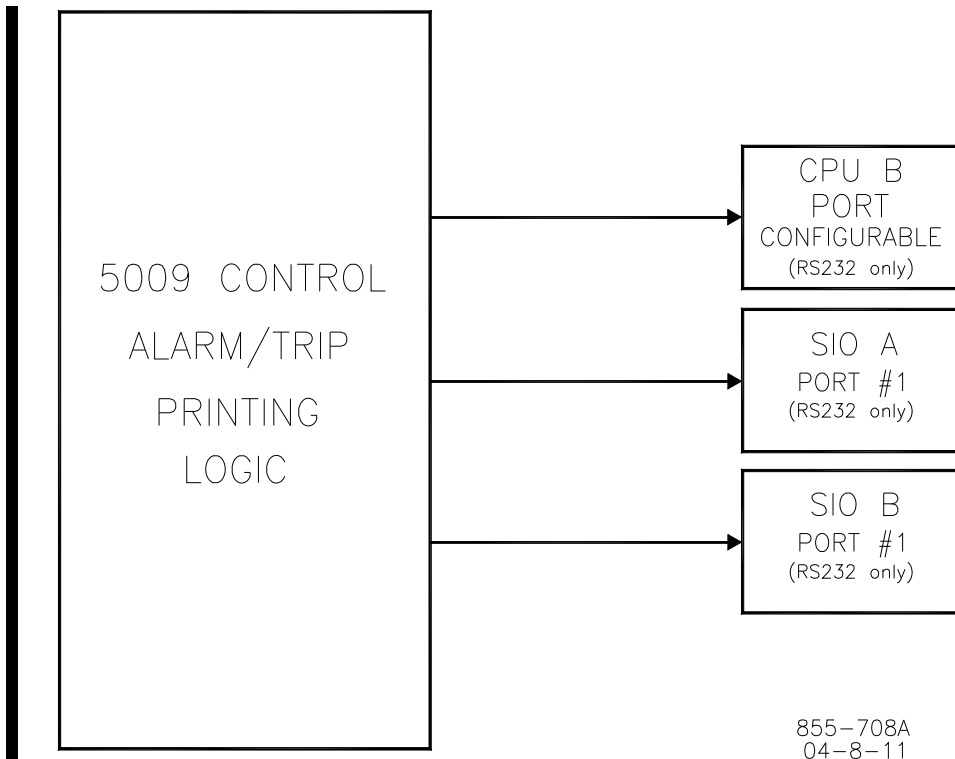 5009 CONTROL
ALARM/TRIP
PRINTING
LOGIC
CPU B
PORT
CONFIGURABLE
(RS232 only)
SIO A
PORT #1
(RS232 only)
SIO B
PORT #1
(RS232 only)
855-708A
04-8-11